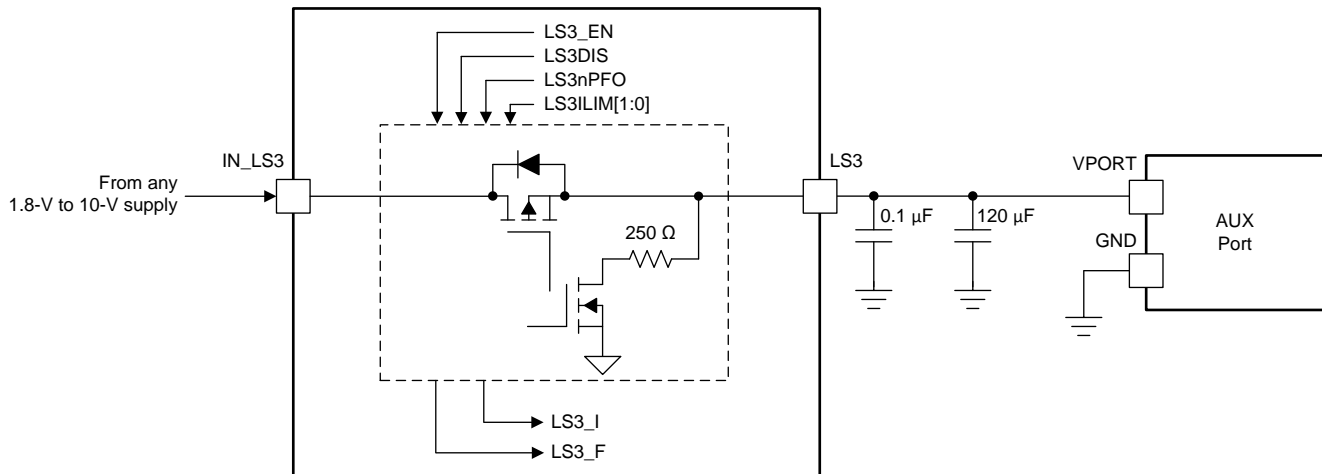 LS3_EN
LS3DIS
LS3nPFO
LS3ILIM[1:0]
IN_LS3
LS3
From any
1.8-V to 10-V supply
VPORT
0.1 µF
120 µF
250 Ω
GND
AUX
Port
LS3_I
LS3_F